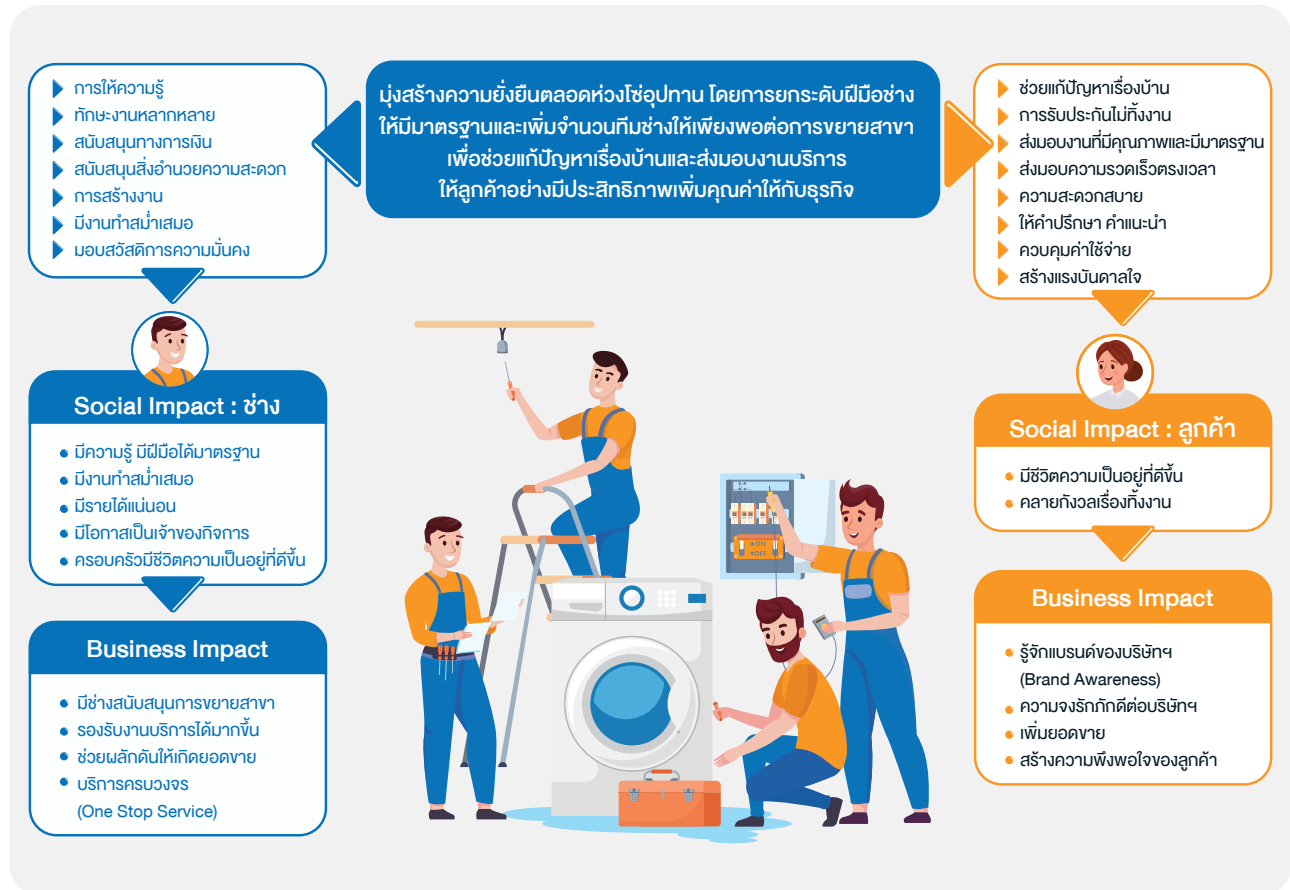 มุ่งสร้างความยั่งยืนตลอดห่วงโซ่อุปทาน โดยการยกระดับฝีมือช่าง
ให้มีมาตรฐานและเพิ่มจำนวนทีมช่างให้เพียงพอต่อการขยายสาขา
เพื่อช่วยแก้ปัญหาเรื่องบ้านและส่งมอบงานบริการ
ให้ลูกค้าอย่างมีประสิทธิภาพเพิ่มคุณค่าให้กับธุรกิจ
การให้ความรู้
ทักษะงานหลากหลาย
สนับสนุนทางการเงิน
สนับสนุนสิ่งอำนวยความสะดวก
การสร้างงาน
มีงานทำสม่ำเสมอ
มอบสวัสดิการความมั่นคง
Social Impact : ช่าง
มีความรู้ มีฝีมือได้มาตรฐาน
มีงานทำสม่ำเสมอ
มีรายได้แน่นอน
มีโอกาสเป็นเจ้าของกิจการ
ครอบครัวมีชีวิตความเป็นอยู่ที่ดีขึ้น
Business Impact
มีช่างสนับสนุนการขยายสาขา
รองรับงานบริการได้มากขึ้น
ช่วยผลักดันให้เกิดยอดขาย
บริการครบวงจร
(One Stop Service)
ช่วยแก้ปัญหาเรื่องบ้าน
การรับประกันไม่ทิ้งงาน
ส่งมอบงานที่มีคุณภาพและมีมาตรฐาน
ส่งมอบความรวดเร็วตรงเวลา
ความสะดวกสบาย
ให้คำปรึกษา คำแนะนำ
ควบคุมค่าใช้จ่าย
สร้างแรงบันดาลใจ
Social Impact : ลูกค้า
มีชีวิตความเป็นอยู่ที่ดีขึ้น
คลายกังวลเรื่องทิ้งงาน
Business Impact
รู้จักแบรนด์ของบริษัทฯ
(Brand Awareness)
ความจงรักภักดีต่อบริษัทฯ
เพิ่มยอดขาย
สร้างความพึงพอใจของลูกค้า
▲ON
▼OFF